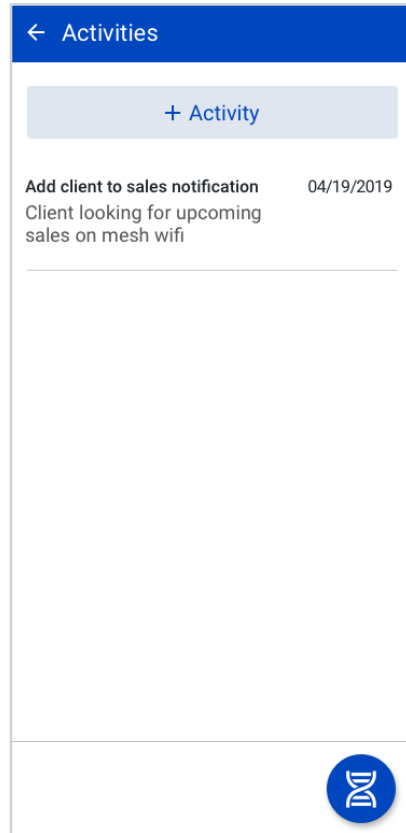 Activities
+ Activity
Add client to sales notification 04/19/2019
Client looking for upcoming
sales on mesh wifi